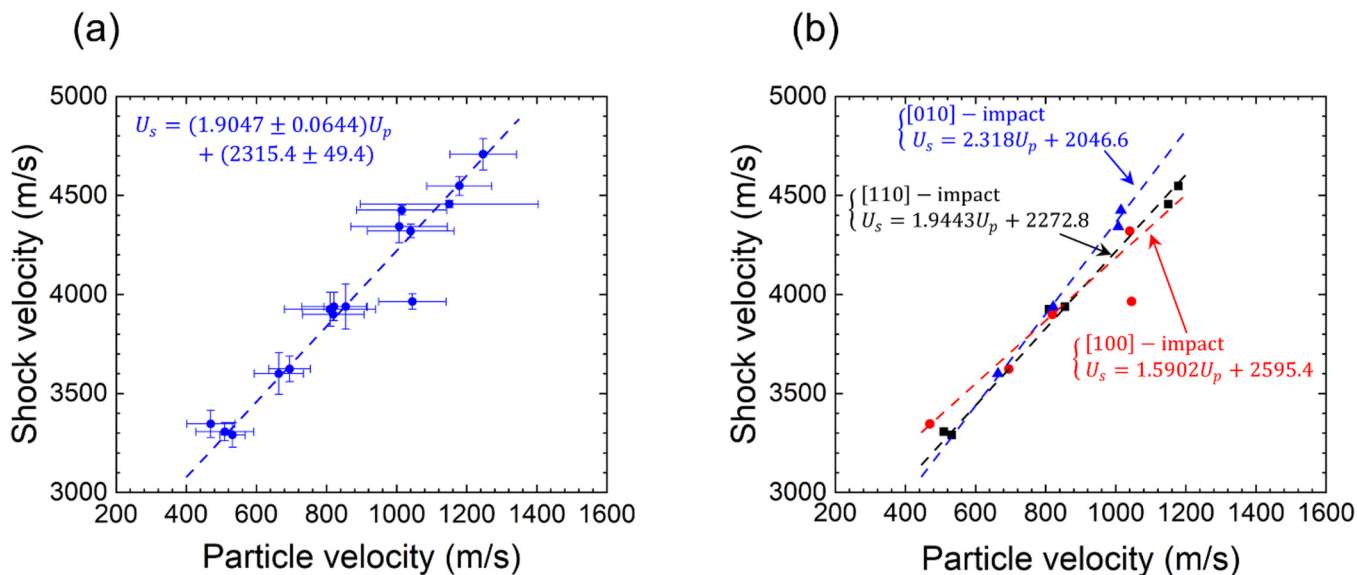 (a)
5000
4500
4000
3500
3000
200 400 600 800 1000 1200 1400 1600
Shock velocity (m/s)
Particle velocity (m/s)
U_s = (1.9047 ± 0.0644)U_p
+ (2315.4 ± 49.4)
(b)
5000
4500
4000
3500
3000
200 400 600 800 1000 1200 1400 1600
Shock velocity (m/s)
Particle velocity (m/s)
[010] − impact
U_s = 2.318U_p + 2046.6
[110] − impact
U_s = 1.9443U_p + 2272.8
[100] − impact
U_s = 1.5902U_p + 2595.4